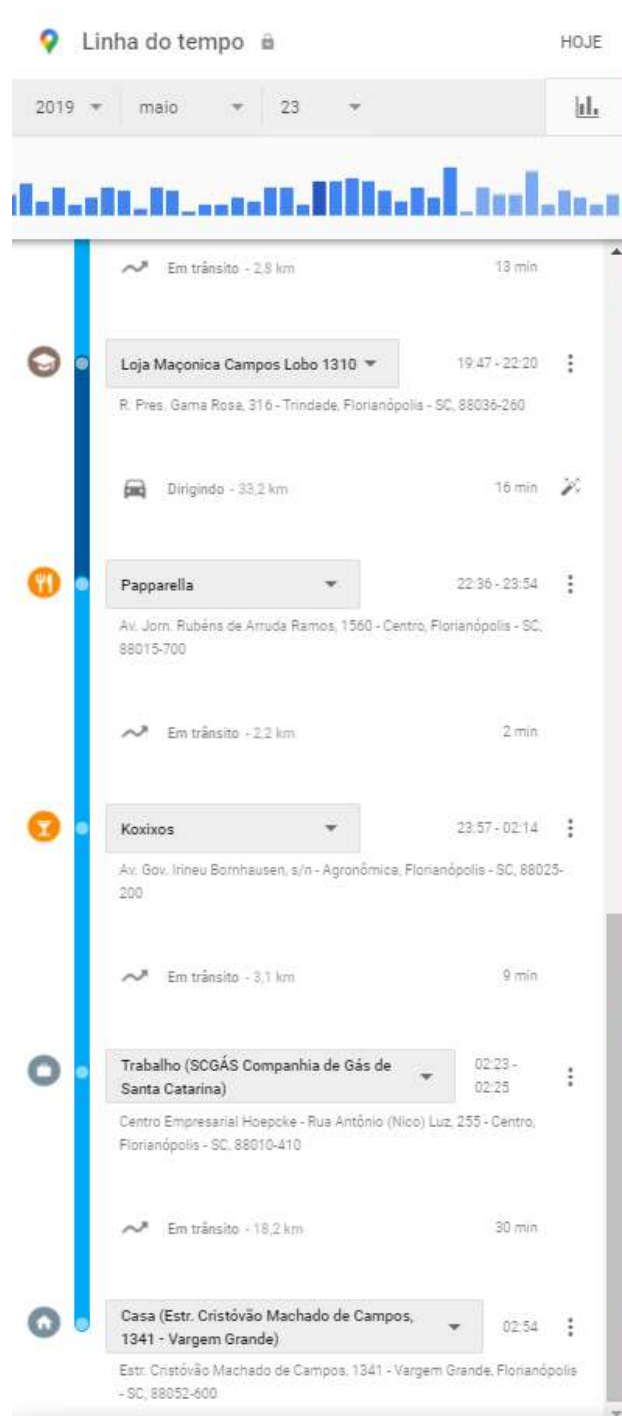 Linha do tempo HOJE
2019 maio 23
Em trânsito - 2,8 km 13 min
Loja Maçonica Campos Lobo 1310 19:47 - 22:20
R. Pres. Gama Rosa, 316 - Trindade, Florianópolis - SC, 88036-260
Dirigindo - 33,2 km 16 min
Papparella 22:36 - 23:54
Av. Jorn. Rubéns de Arruda Ramos, 1560 - Centro, Florianópolis - SC,
88015-700
Em trânsito - 2,2 km 2 min
Koxixos 23:57 - 02:14
Av. Gov. Irineu Bornhausen, s/n - Agronômica, Florianópolis - SC, 88025-
200
Em trânsito - 3,1 km 9 min
Trabalho (SCGÁS Companhia de Gás de 02:23 -
Santa Catarina) 02:25
Centro Empresarial Hoepcke - Rua Antônio (Nico) Luz, 255 - Centro,
Florianópolis - SC, 88010-410
Em trânsito - 18,2 km 30 min
Casa (Estr. Cristóvão Machado de Campos,
1341 - Vargem Grande) 02:54
Estr. Cristóvão Machado de Campos, 1341 - Vargem Grande, Florianópolis
- SC, 88052-600